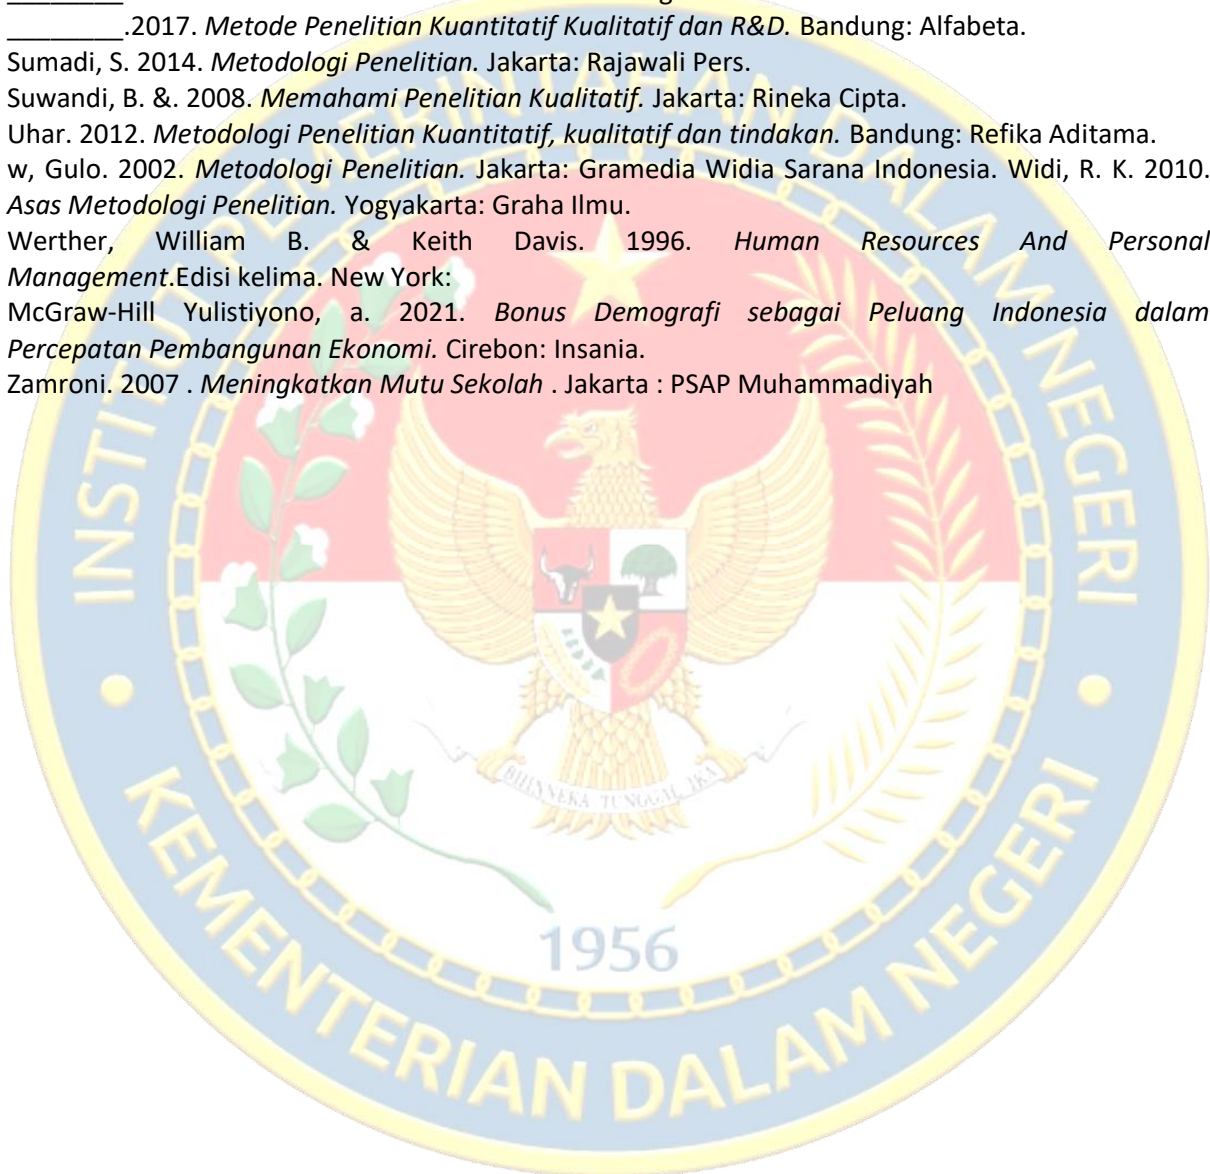 ________.2017. Metode Penelitian Kuantitatif Kualitatif dan R&D. Bandung: Alfabeta.
Sumadi, S. 2014. Metodologi Penelitian. Jakarta: Rajawali Pers.
Suwandi, B. &. 2008. Memahami Penelitian Kualitatif. Jakarta: Rineka Cipta.
Uhar. 2012. Metodologi Penelitian Kuantitatif, kualitatif dan tindakan. Bandung: Refika Aditama.
w, Gulo. 2002. Metodologi Penelitian. Jakarta: Gramedia Widia Sarana Indonesia. Widi, R. K. 2010.
Asas Metodologi Penelitian. Yogyakarta: Graha Ilmu.
Werther, William B. & Keith Davis. 1996. Human Resources And Personal
Management.Edisi kelima. New York:
McGraw-Hill Yulistiyono, a. 2021. Bonus Demografi sebagai Peluang Indonesia dalam
Percepatan Pembangunan Ekonomi. Cirebon: Insania.
Zamroni. 2007 . Meningkatkan Mutu Sekolah . Jakarta : PSAP Muhammadiyah
INSTITUT PEMERINTAHAN DALAM NEGERI
BHINNEKA TUNGGAL IKA
1956
KEMENTERIAN DALAM NEGERI